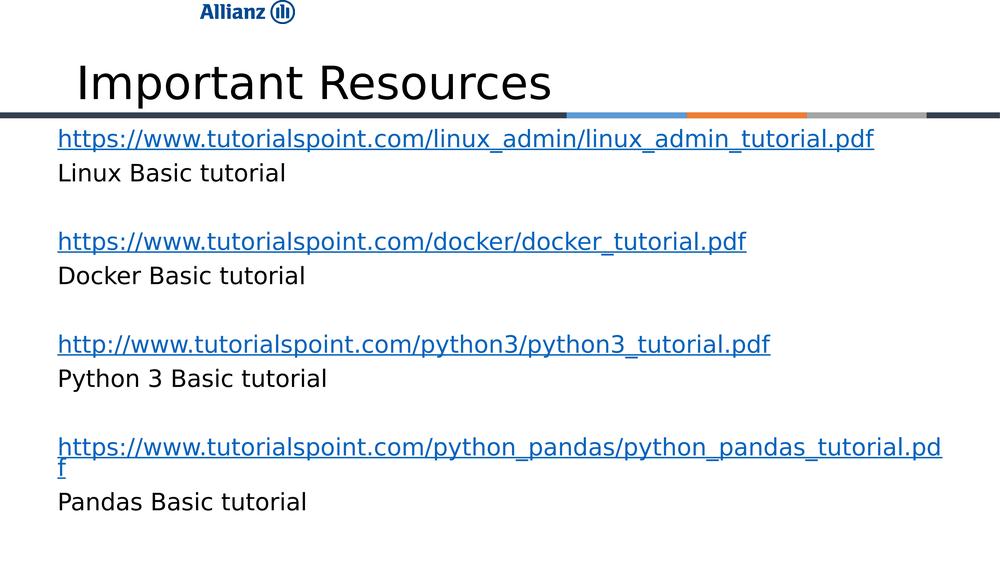 Allianz
Important Resources
https://www.tutorialspoint.com/linux_admin/linux_admin_tutorial.pdf
Linux Basic tutorial
https://www.tutorialspoint.com/docker/docker_tutorial.pdf
Docker Basic tutorial
http://www.tutorialspoint.com/python3/python3_tutorial.pdf
Python 3 Basic tutorial
https://www.tutorialspoint.com/python_pandas/python_pandas_tutorial.pd
f
Pandas Basic tutorial